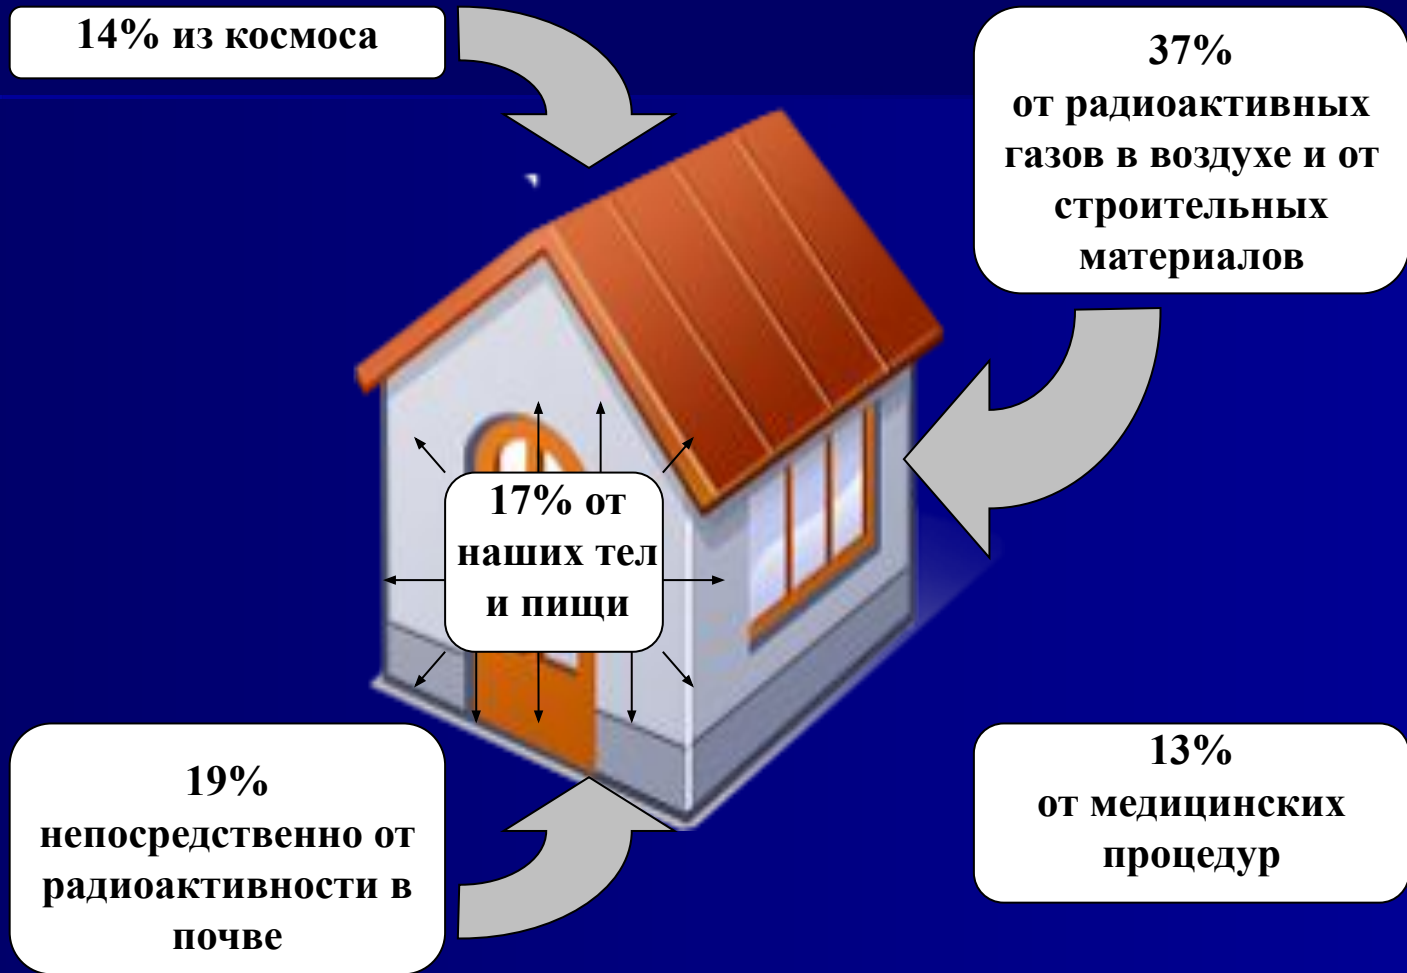 14% из космоса
37%
от радиоактивных
газов в воздухе и от
строительных
материалов
17% от
наших тел
и пищи
19%
непосредственно от
радиоактивности в
почве
13%
от медицинских
процедур